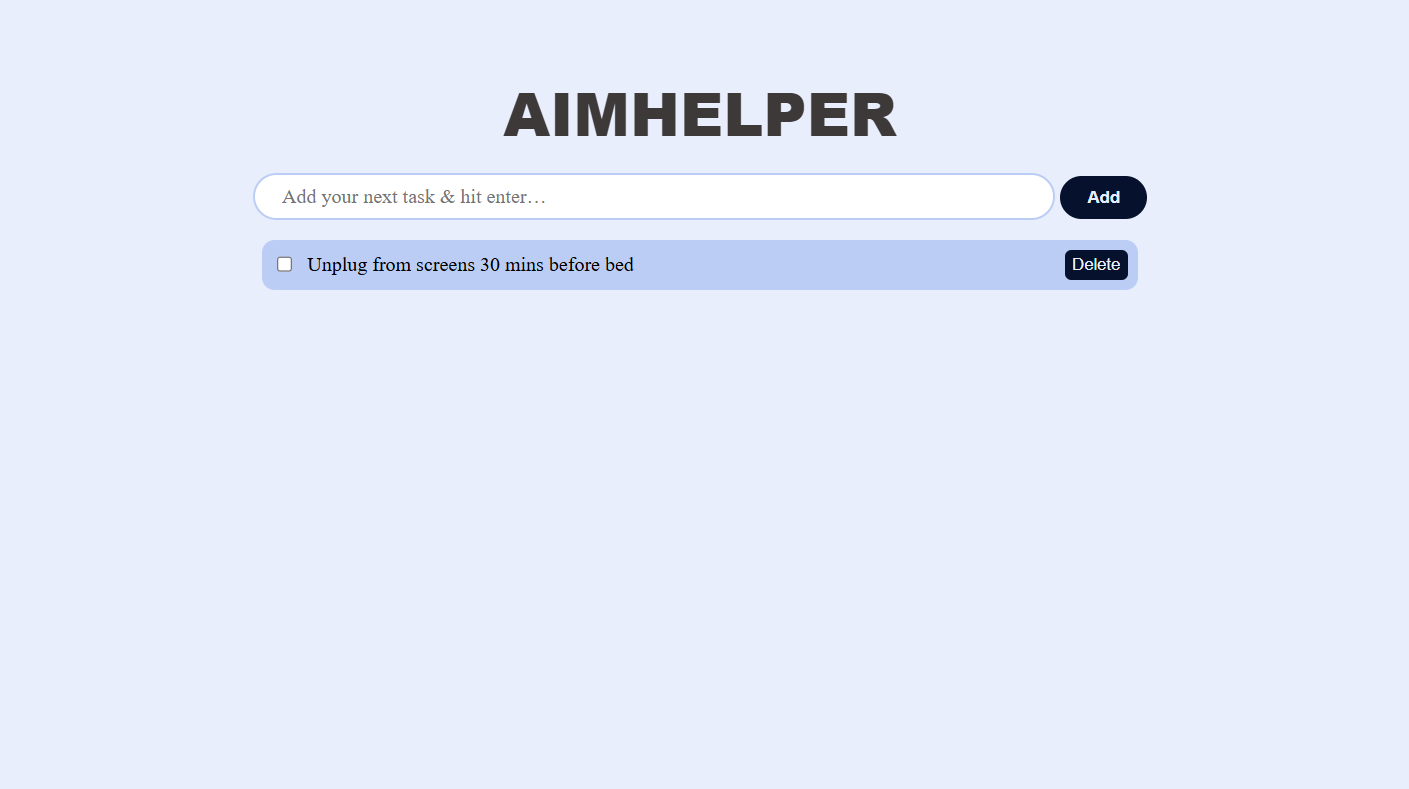 AIMHELPER
Add your next task & hit enter…
Add
Unplug from screens 30 mins before bed
Delete